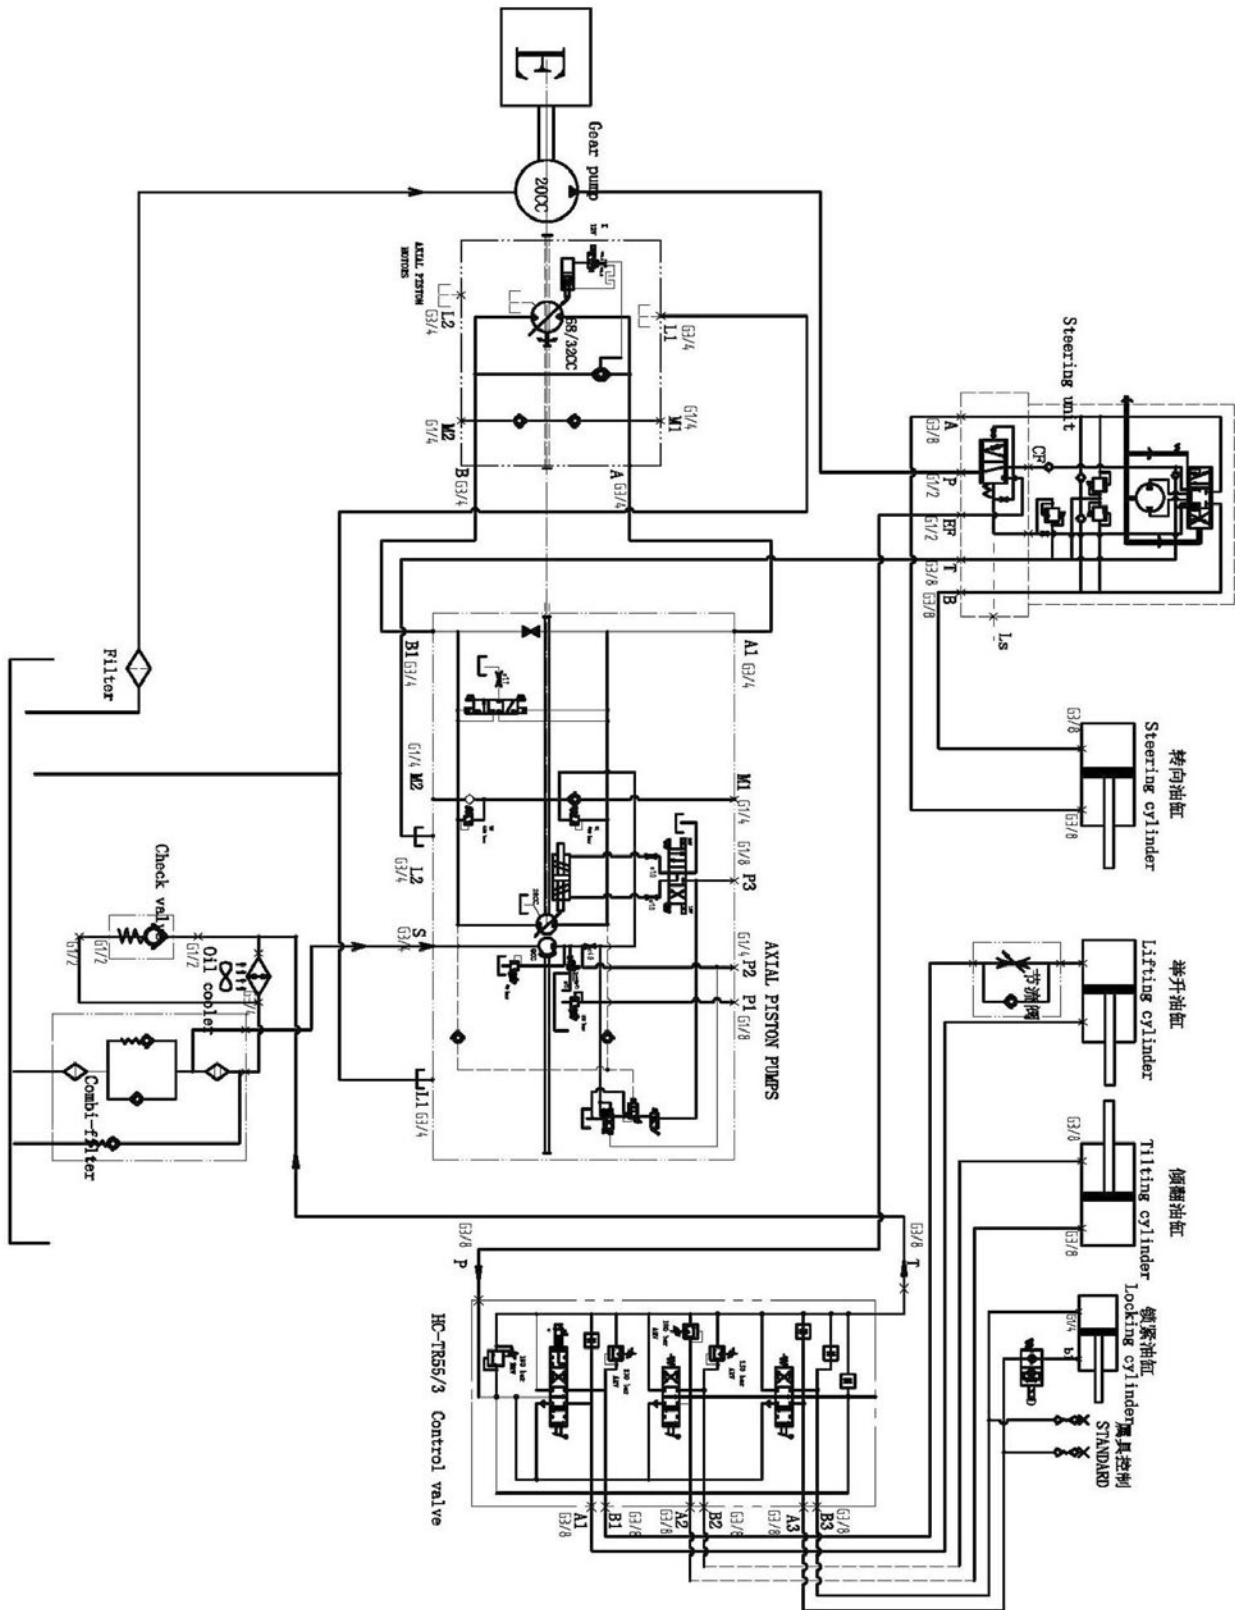 E
Gear pump
20CC
AXIAL PISTON
MOTORS
L2
G3/4
68/32CC
L1
G3/4
M2
G1/4
M1
G1/4
B
G3/4
A
G3/4
Steering unit
CF
A
G3/8
P
G1/2
EF
G1/2
T
G3/8
B
G3/8
Ls
Filter
B1
G3/4
A1
G3/4
M2
G1/4
M1
G1/4
L2
G3/4
P3
G1/8
28CC
S
G3/4
P2
G1/4
P1
G1/8
L1
G3/4
AXIAL PISTON PUMPS
Check valve
G1/2
G1/2
G1/2
Oil cooler
Combi-filter
转向油缸
Steering cylinder
G3/8
G3/8
举升油缸
Lifting cylinder
节流阀
倾翻油缸
Tilting cylinder
G3/8
G3/8
锁紧油缸
Locking cylinder
属具控制
STANDARD
G3/8
P
G3/8
T
HC-TR55/3 Control valve
A1
G3/8
B1
G3/8
A2
G3/8
B2
G3/8
A3
G3/8
B3
G3/8